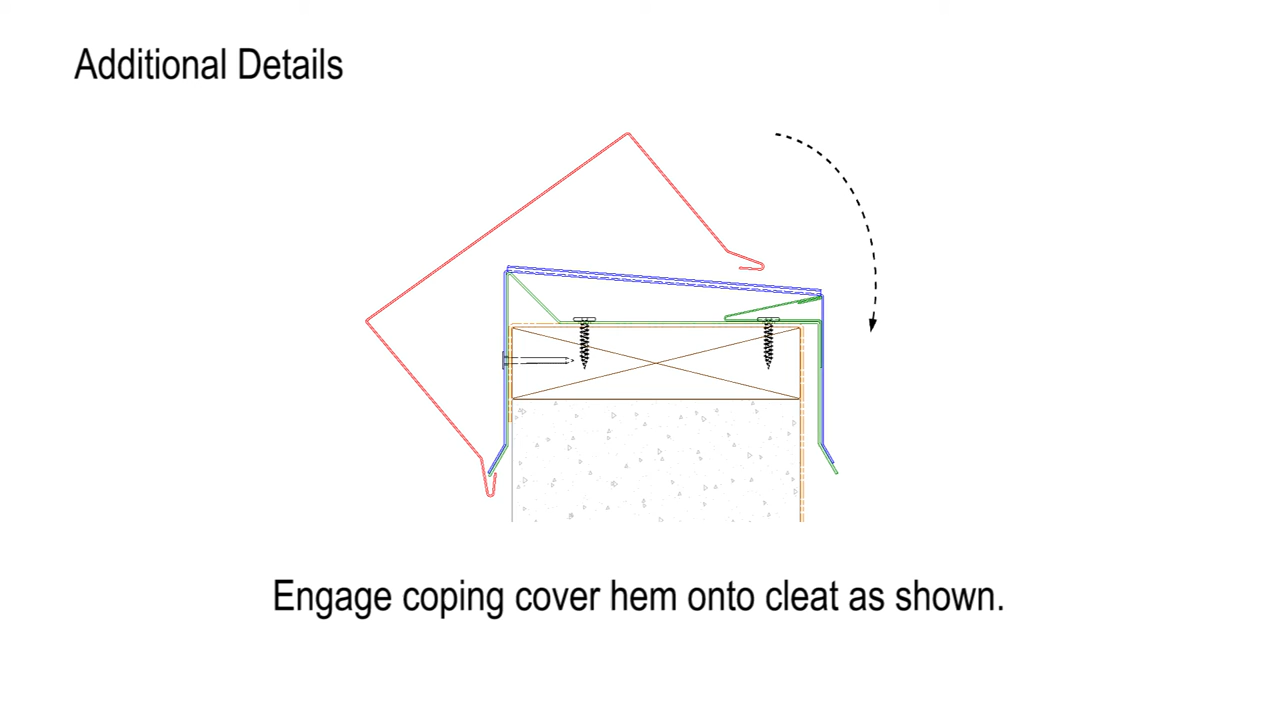 Additional Details
Engage coping cover hem onto cleat as shown.